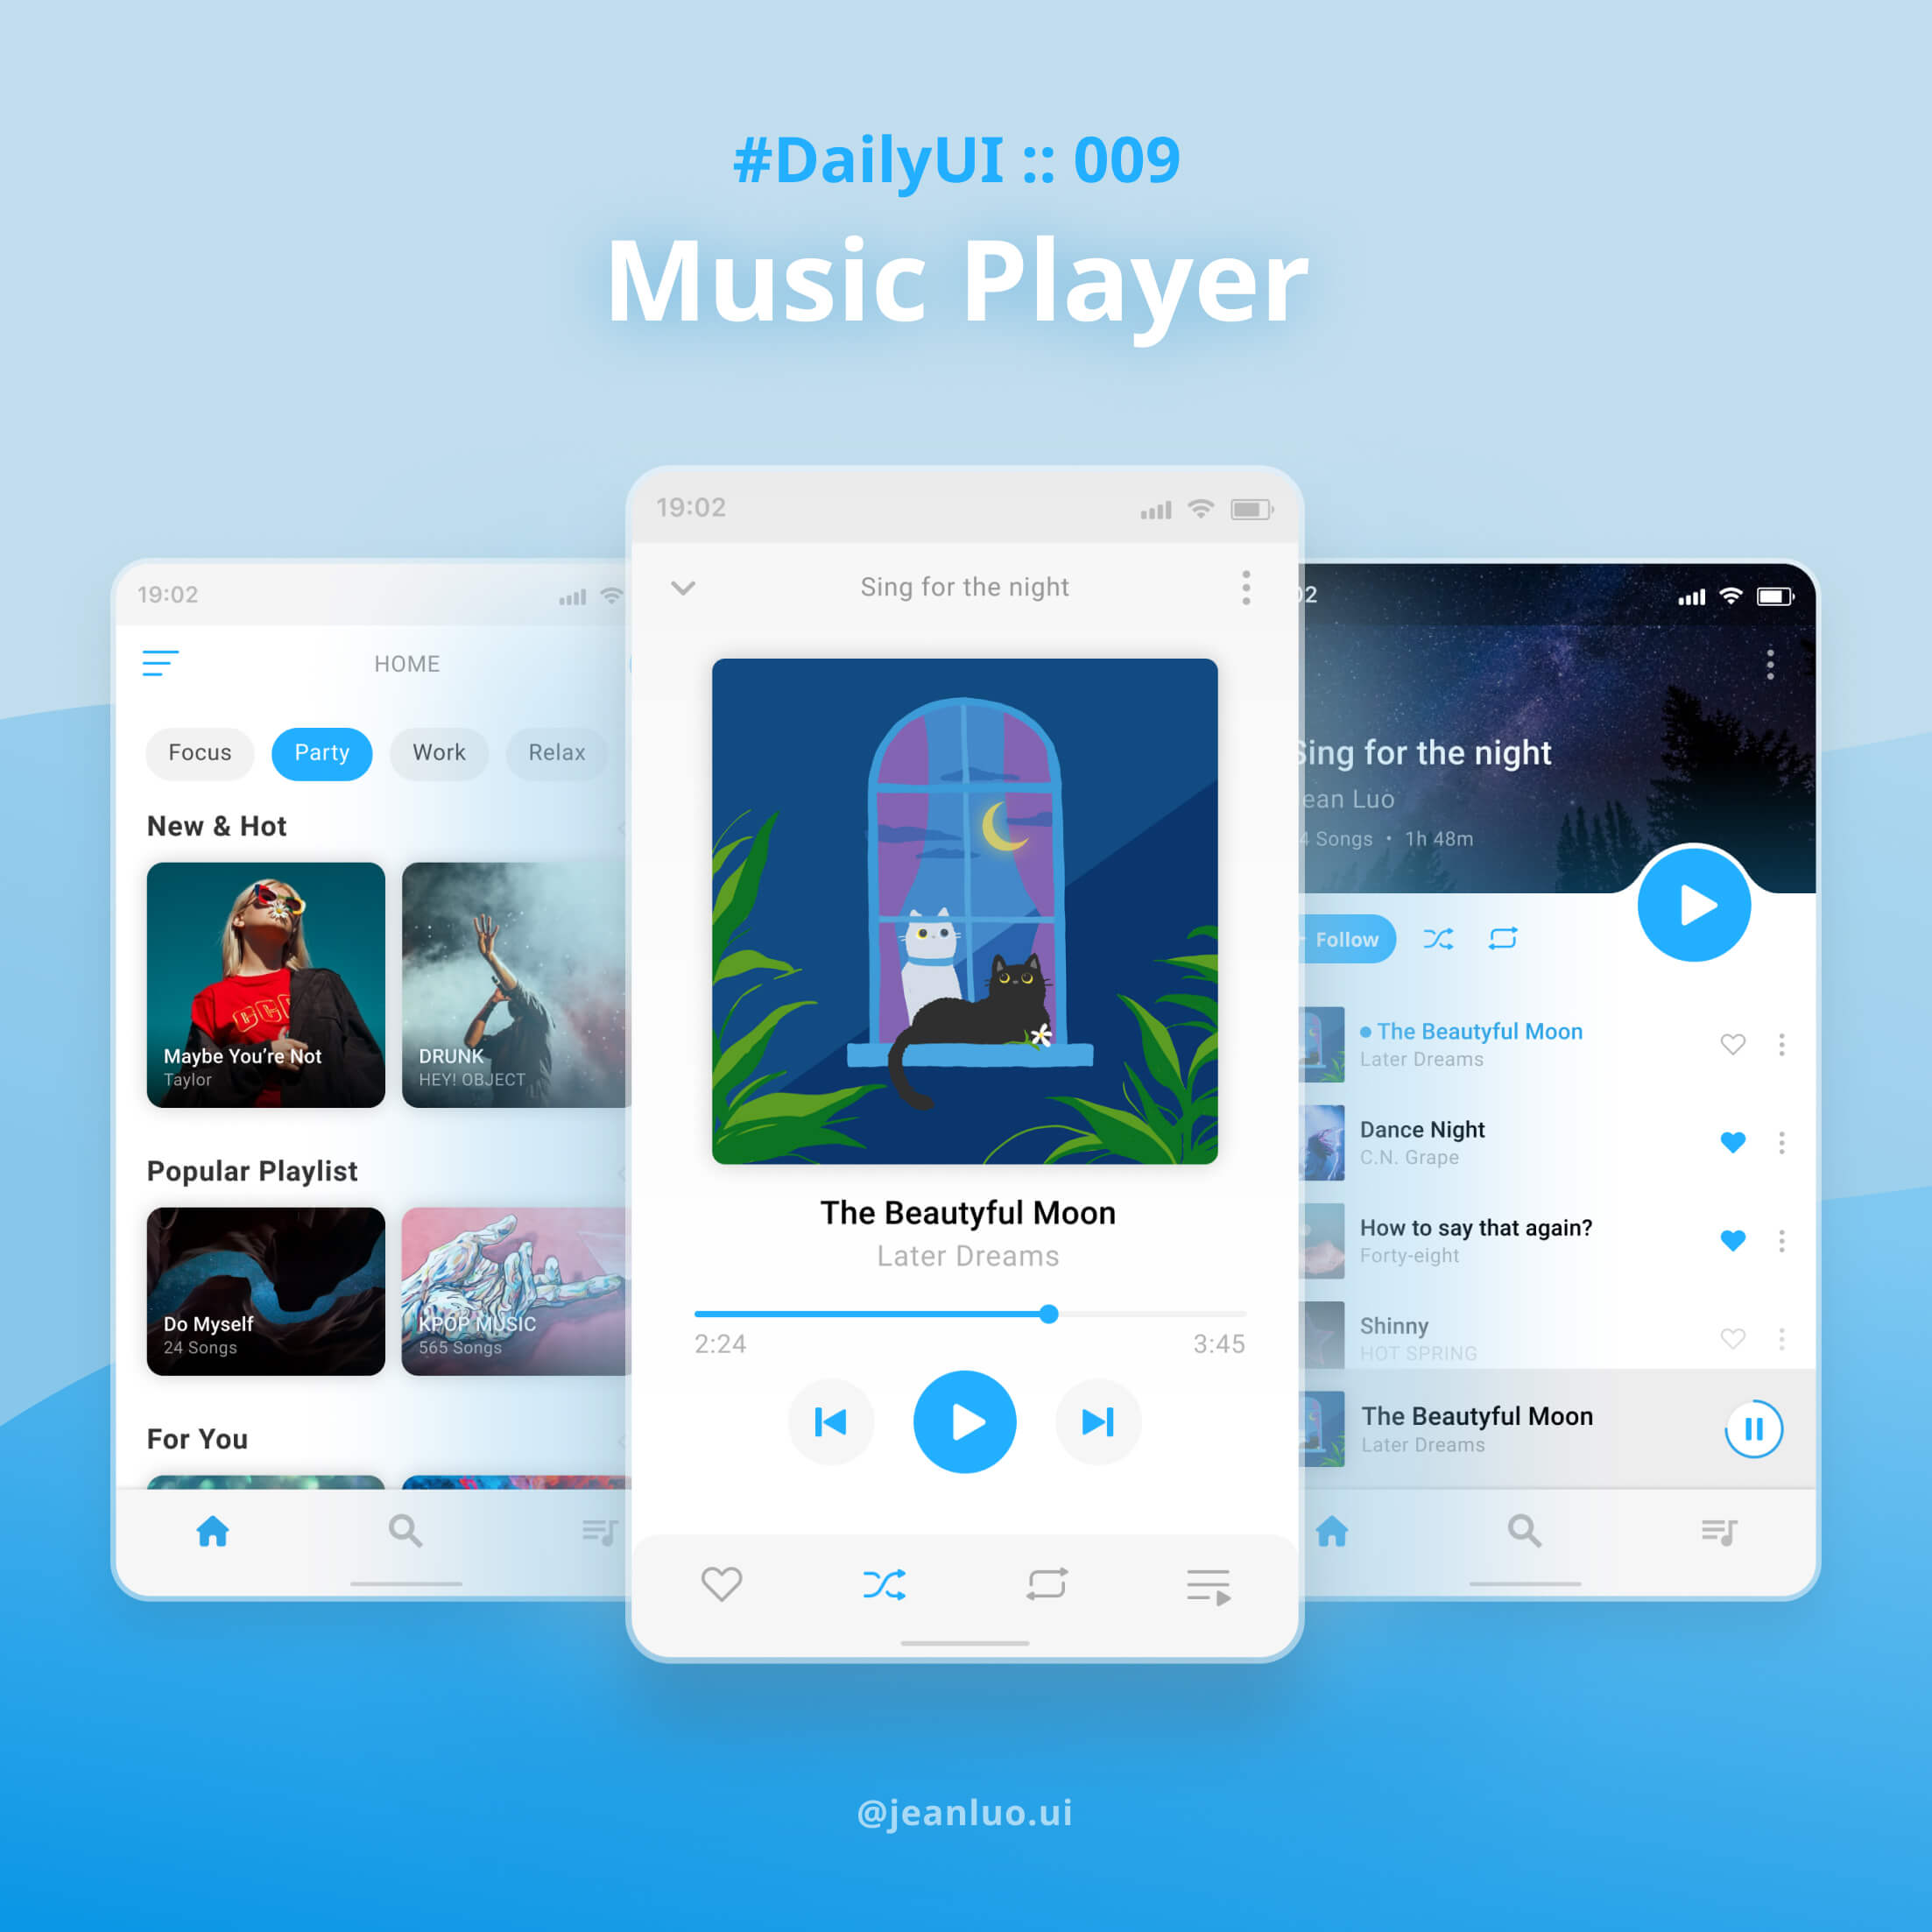 #DailyUI :: 009
Music Player
19:02
HOME
Focus
Party
Work
Relax
New & Hot
Maybe You're Not
Taylor
DRUNK
HEY! OBJECT
Popular Playlist
Do Myself
24 Songs
KPOP MUSIC
565 Songs
For You
19:02
Sing for the night
The Beautyful Moon
Later Dreams
2:24
3:45
02
Sing for the night
ean Luo
4 Songs • 1h 48m
Follow
The Beautyful Moon
Later Dreams
Dance Night
C.N. Grape
How to say that again?
Forty-eight
Shinny
HOT SPRING
The Beautyful Moon
Later Dreams
@jeanluo.ui